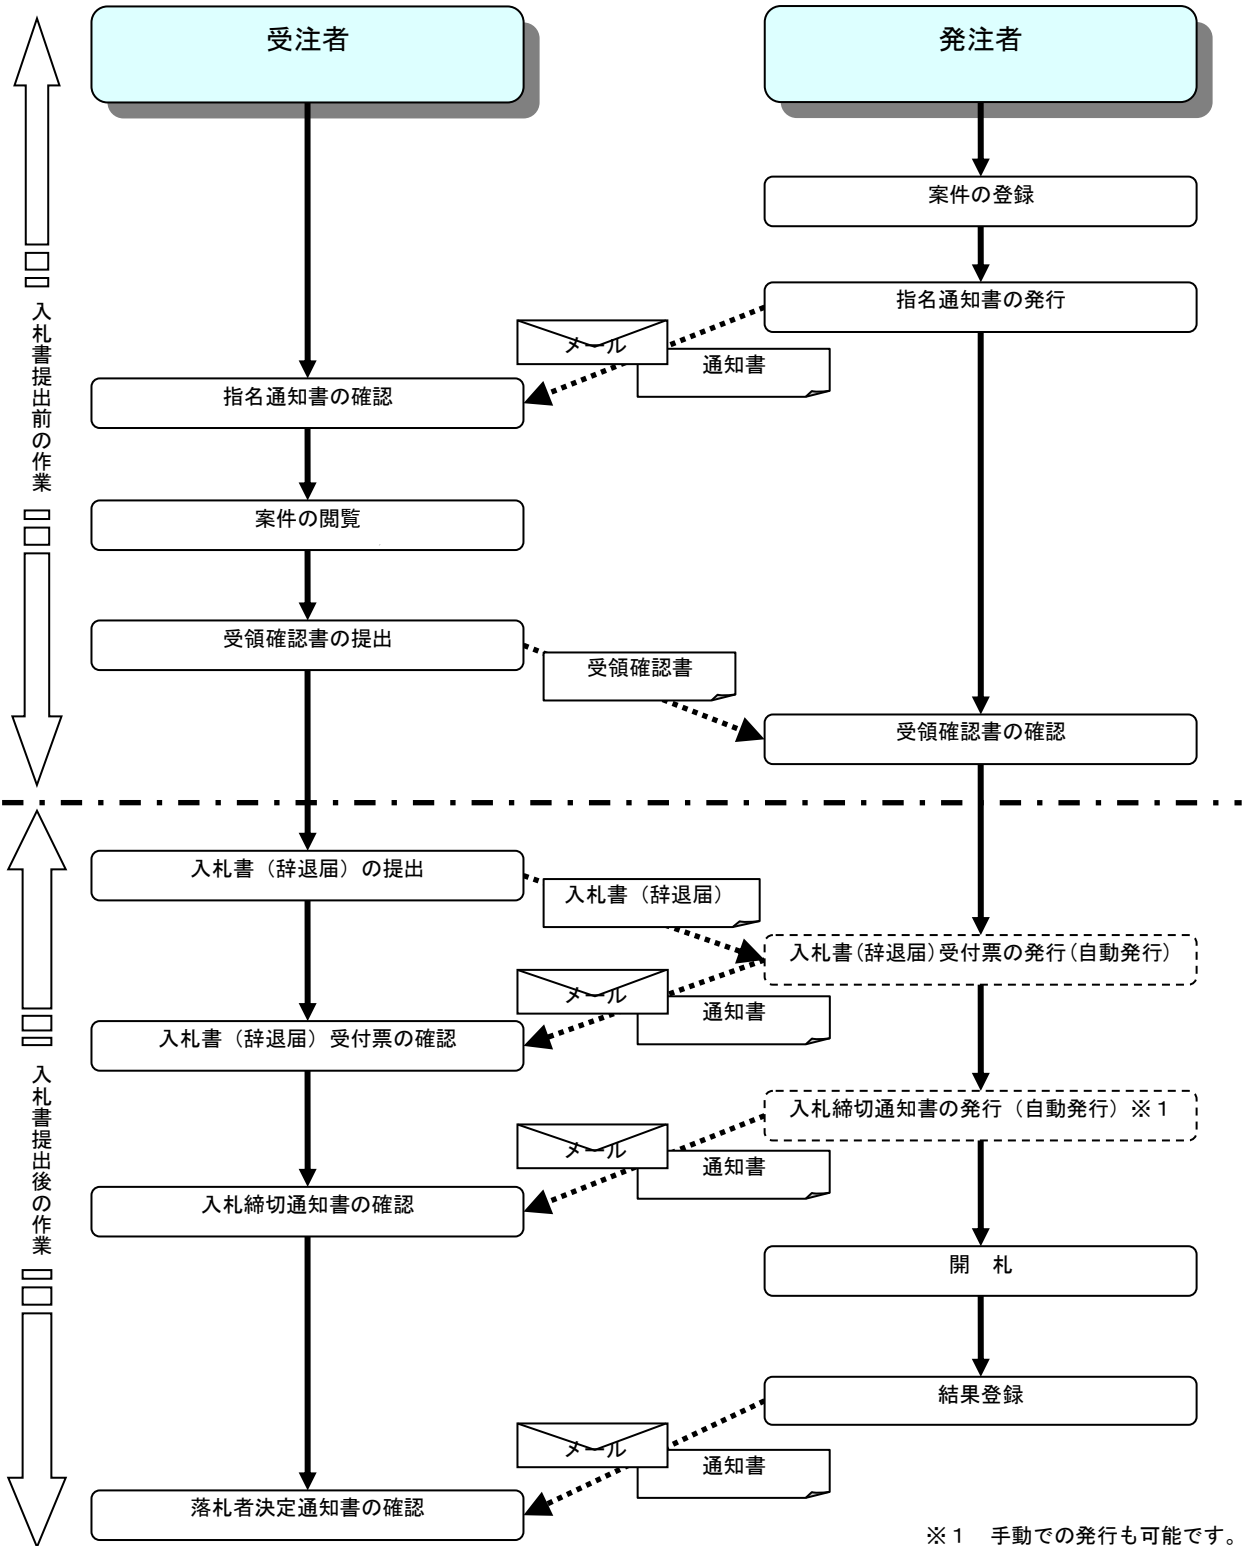 受注者
発注者
案件の登録
指名通知書の発行
メール
通知書
指名通知書の確認
入札書提出前の作業
案件の閲覧
受領確認書の提出
受領確認書
受領確認書の確認
入札書（辞退届）の提出
入札書（辞退届）
入札書(辞退届)受付票の発行(自動発行)
メール
通知書
入札書（辞退届）受付票の確認
入札書提出後の作業
入札締切通知書の発行（自動発行）※１
メール
通知書
入札締切通知書の確認
開　札
結果登録
メール
通知書
落札者決定通知書の確認
※１　手動での発行も可能です。